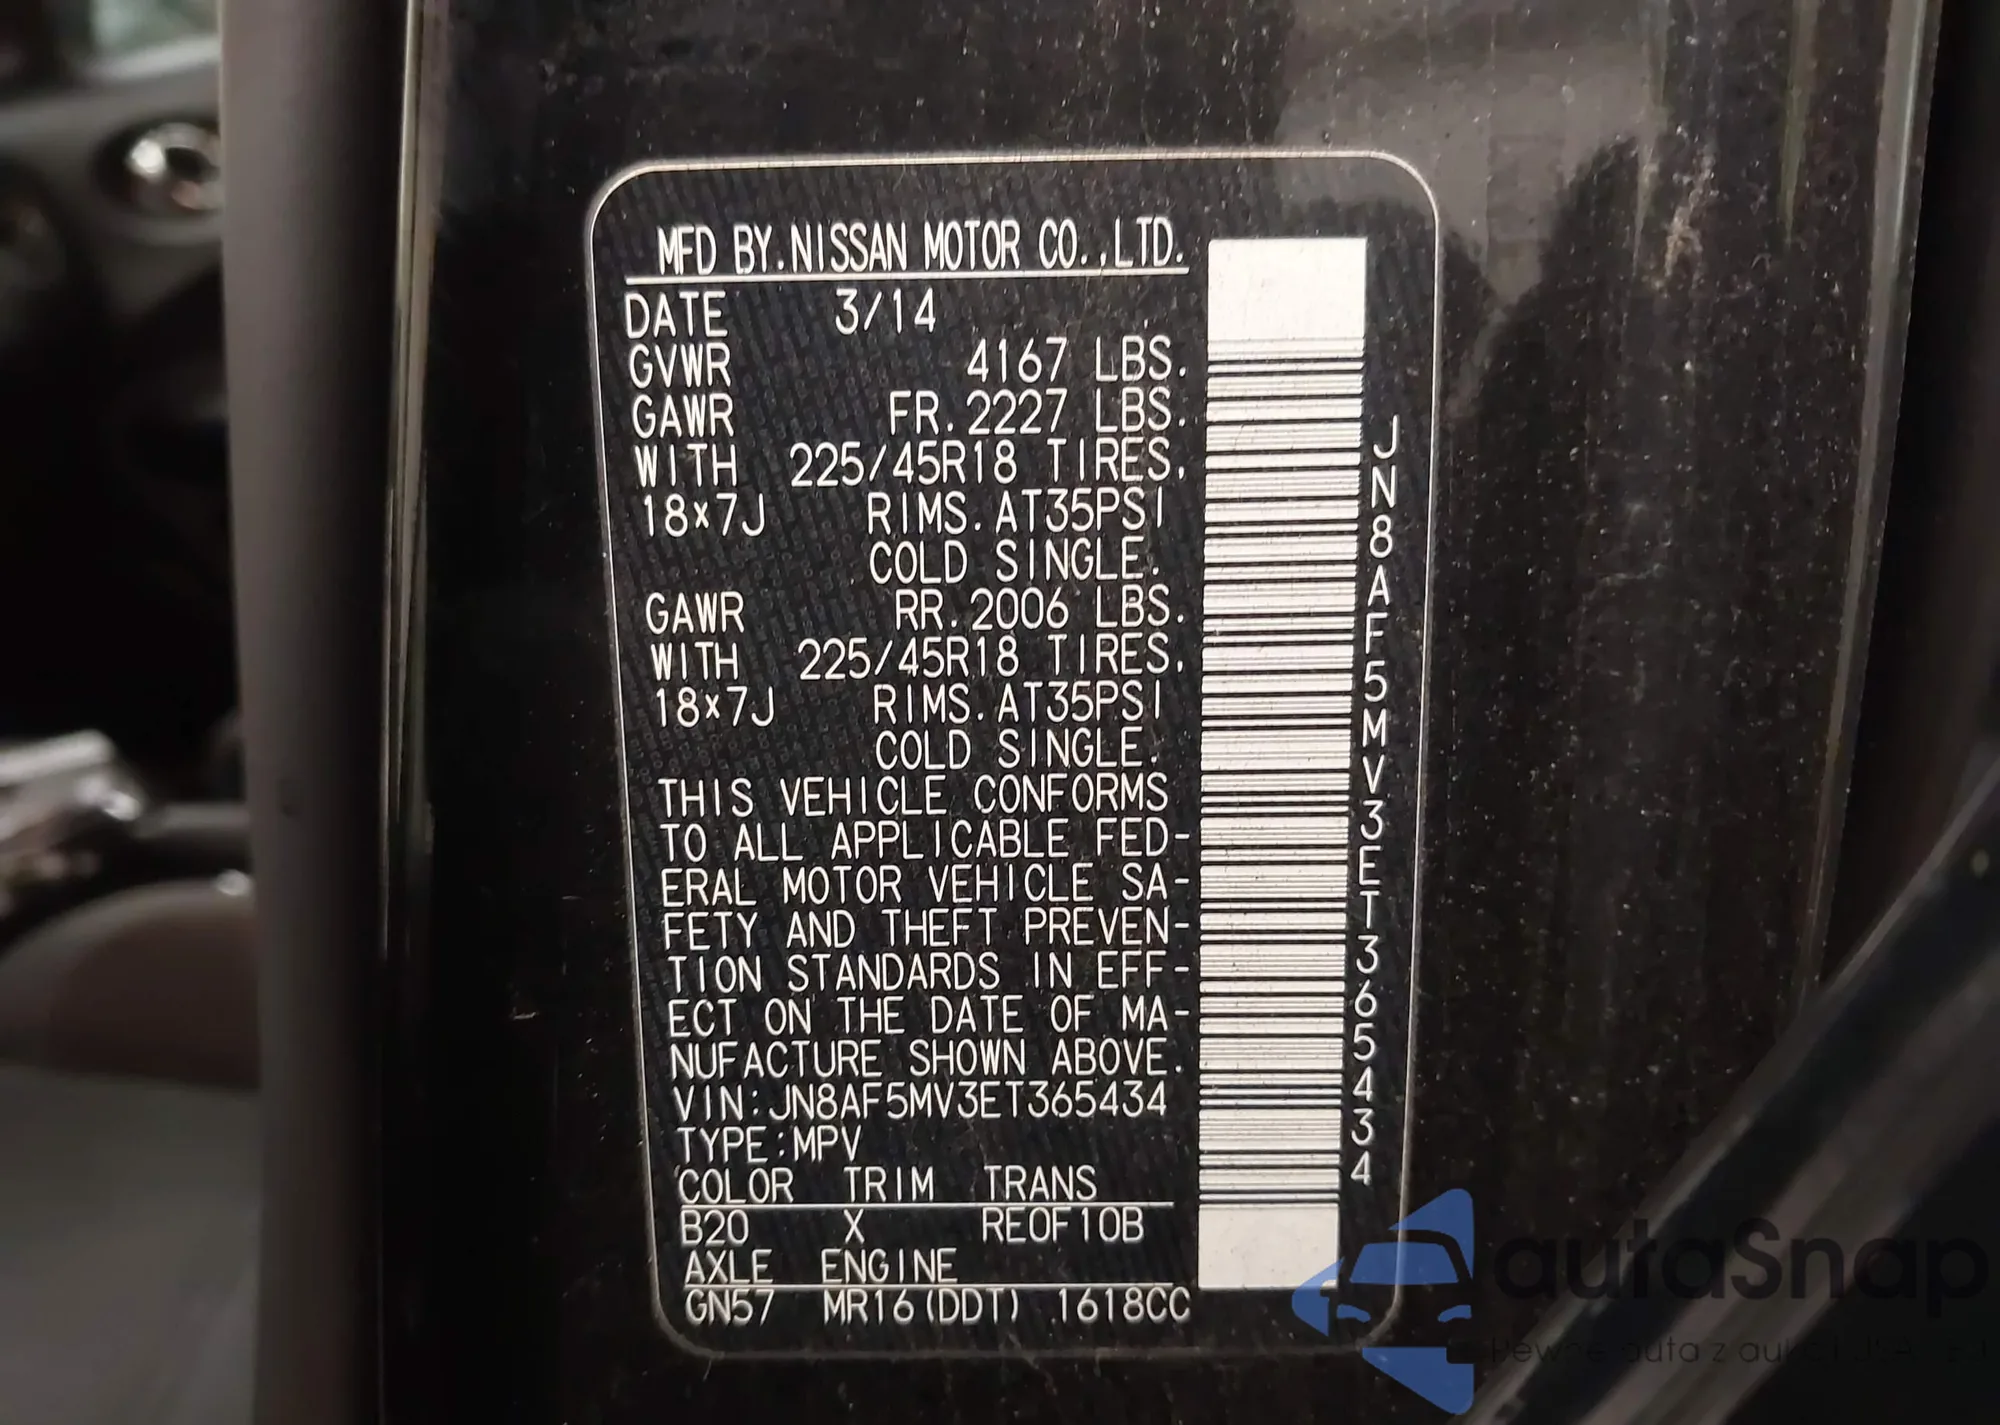 MFD BY.NISSAN MOTOR CO.,LTD.
DATE 3/14
GVWR 4167 LBS.
GAWR FR.2227 LBS.
WITH 225/45R18 TIRES.
18×7J RIMS.AT35PSI
COLD SINGLE.
GAWR RR.2006 LBS.
WITH 225/45R18 TIRES.
18×7J RIMS.AT35PSI
COLD SINGLE.
THIS VEHICLE CONFORMS
TO ALL APPLICABLE FED-
ERAL MOTOR VEHICLE SA-
FETY AND THEFT PREVEN-
TION STANDARDS IN EFF-
ECT ON THE DATE OF MA-
NUFACTURE SHOWN ABOVE.
VIN:JN8AF5MV3ET365434
TYPE:MPV
COLOR TRIM TRANS
B20 X REOF10B
AXLE ENGINE
GN57 MR16(DDT) 1618CC
JN8AF5MV3ET365434
autaSnap
auta z